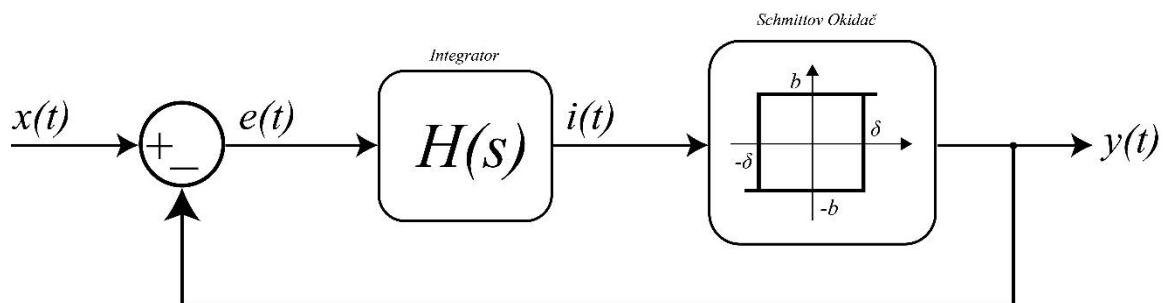 Schmittov Okidač
Integrator
x(t)
+
−
e(t)
H(s)
i(t)
b
δ
-δ
-b
y(t)